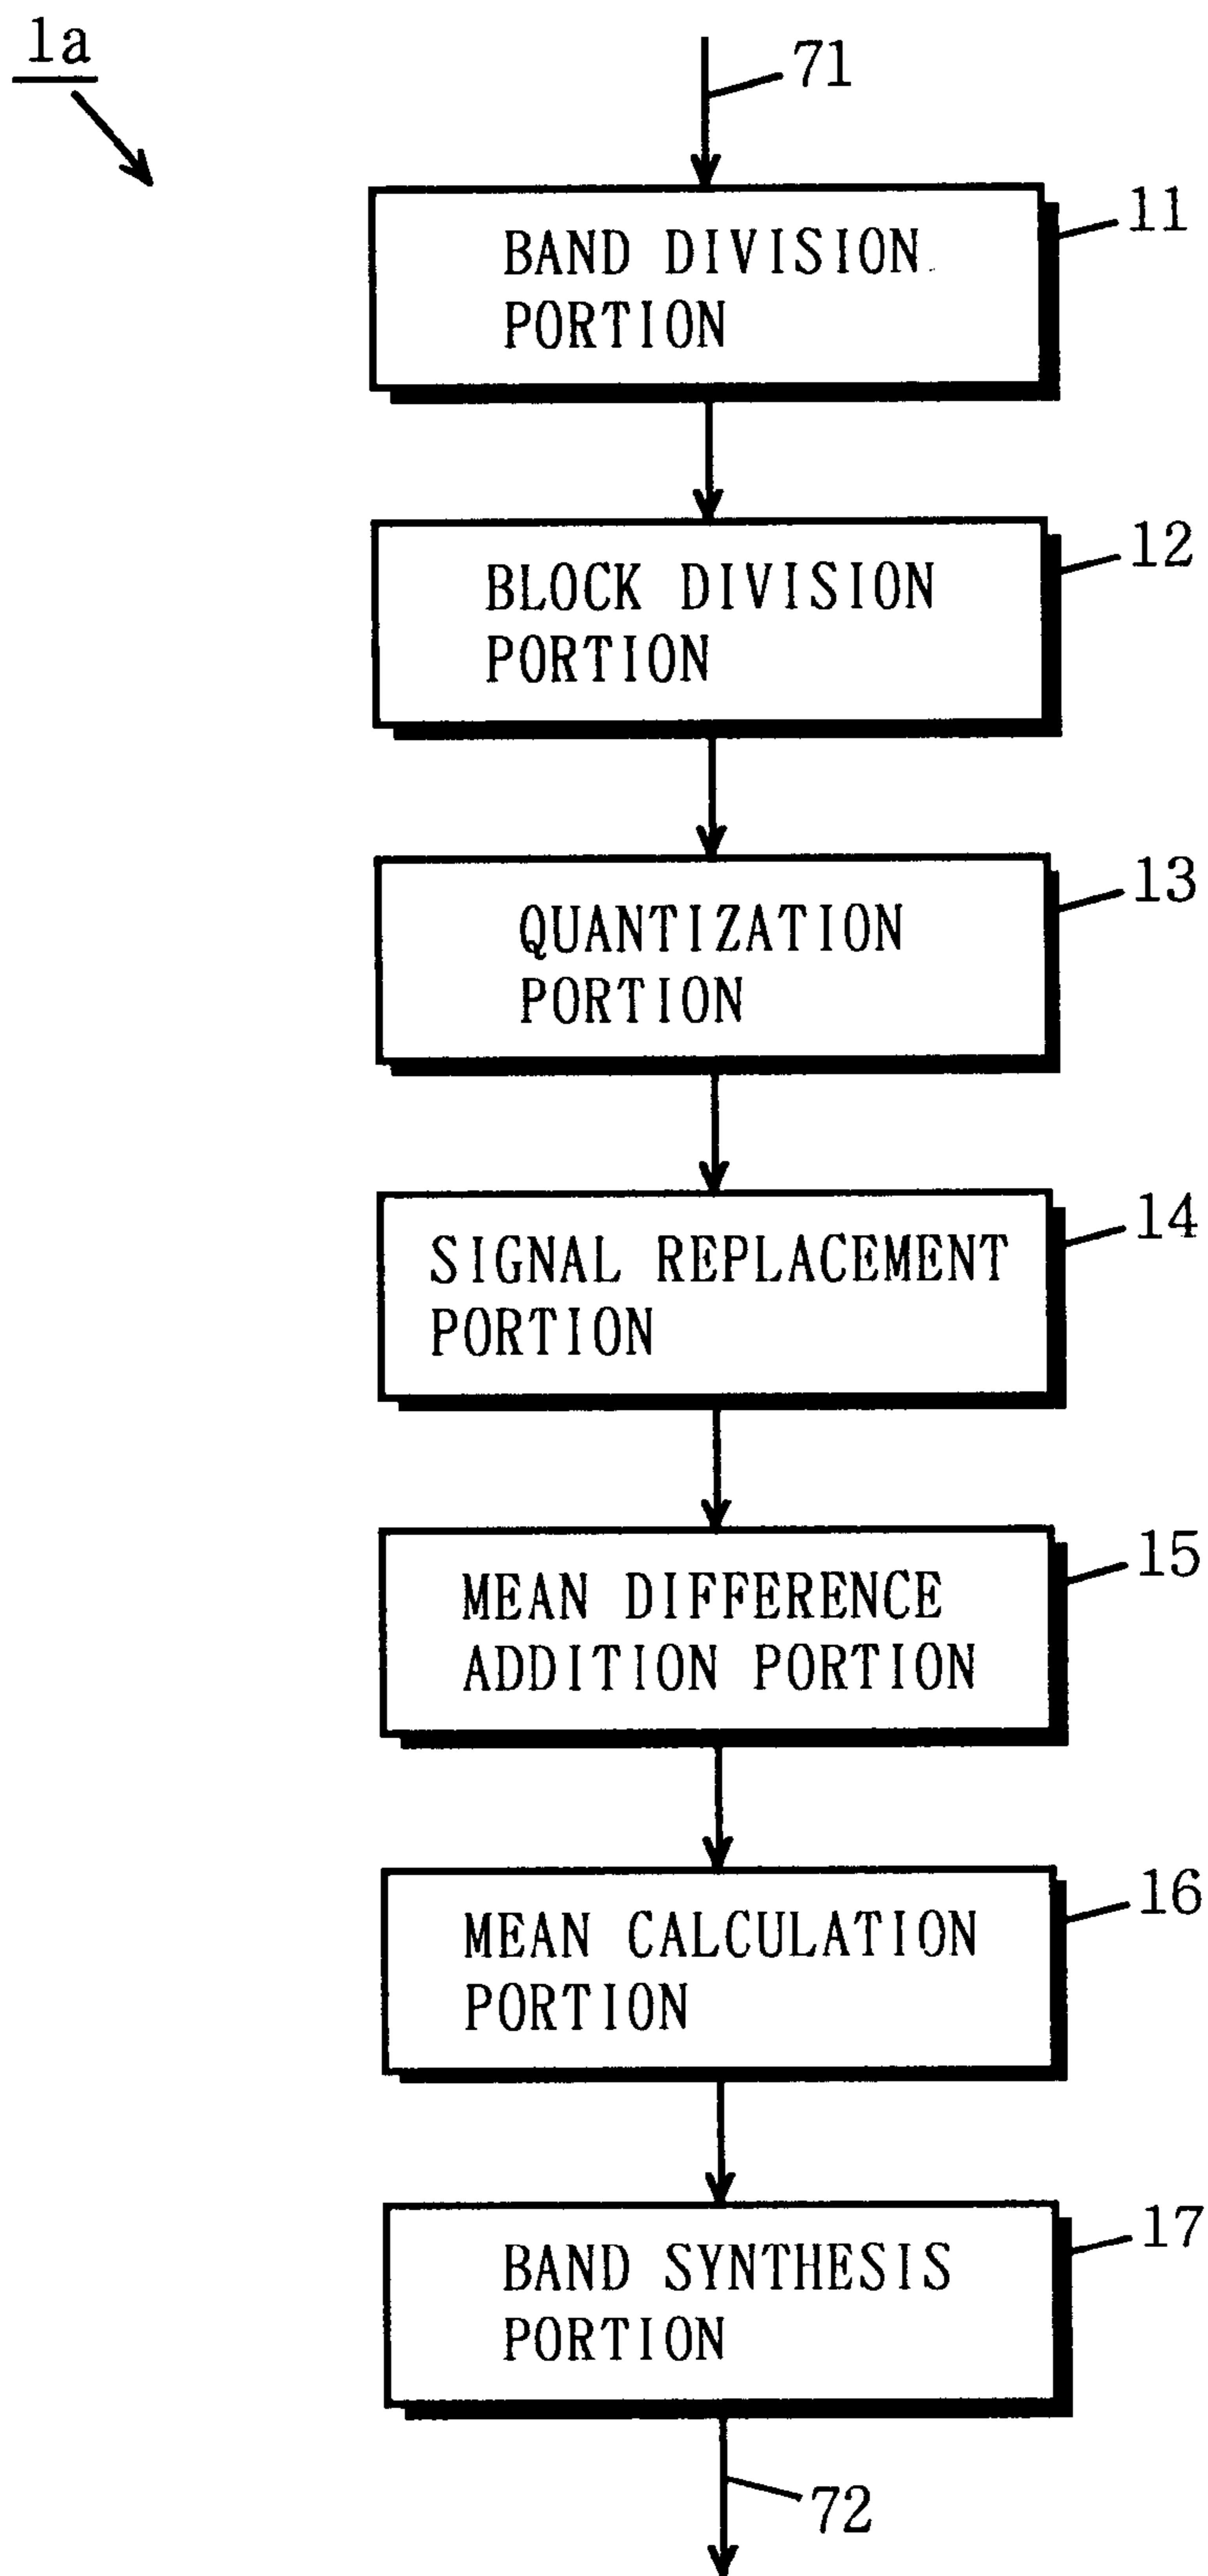 1a
71
11
BAND DIVISION
PORTION
12
BLOCK DIVISION
PORTION
13
QUANTIZATION
PORTION
14
SIGNAL REPLACEMENT
PORTION
15
MEAN DIFFERENCE
ADDITION PORTION
16
MEAN CALCULATION
PORTION
17
BAND SYNTHESIS
PORTION
72